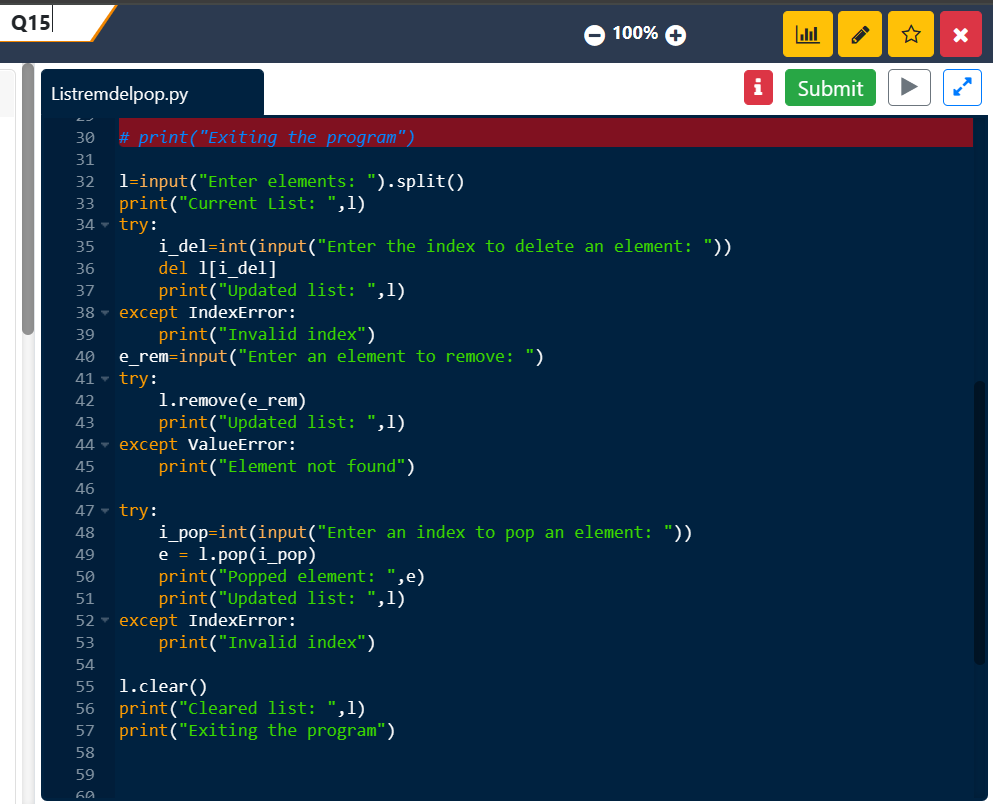 Q15
100%
Listremdelpop.py
Submit
29
30 # print("Exiting the program")
31
32 l=input("Enter elements: ").split()
33 print("Current List: ",l)
34 try:
35     i_del=int(input("Enter the index to delete an element: "))
36     del l[i_del]
37     print("Updated list: ",l)
38 except IndexError:
39     print("Invalid index")
40 e_rem=input("Enter an element to remove: ")
41 try:
42     l.remove(e_rem)
43     print("Updated list: ",l)
44 except ValueError:
45     print("Element not found")
46
47 try:
48     i_pop=int(input("Enter an index to pop an element: "))
49     e = l.pop(i_pop)
50     print("Popped element: ",e)
51     print("Updated list: ",l)
52 except IndexError:
53     print("Invalid index")
54
55 l.clear()
56 print("Cleared list: ",l)
57 print("Exiting the program")
58
59
60